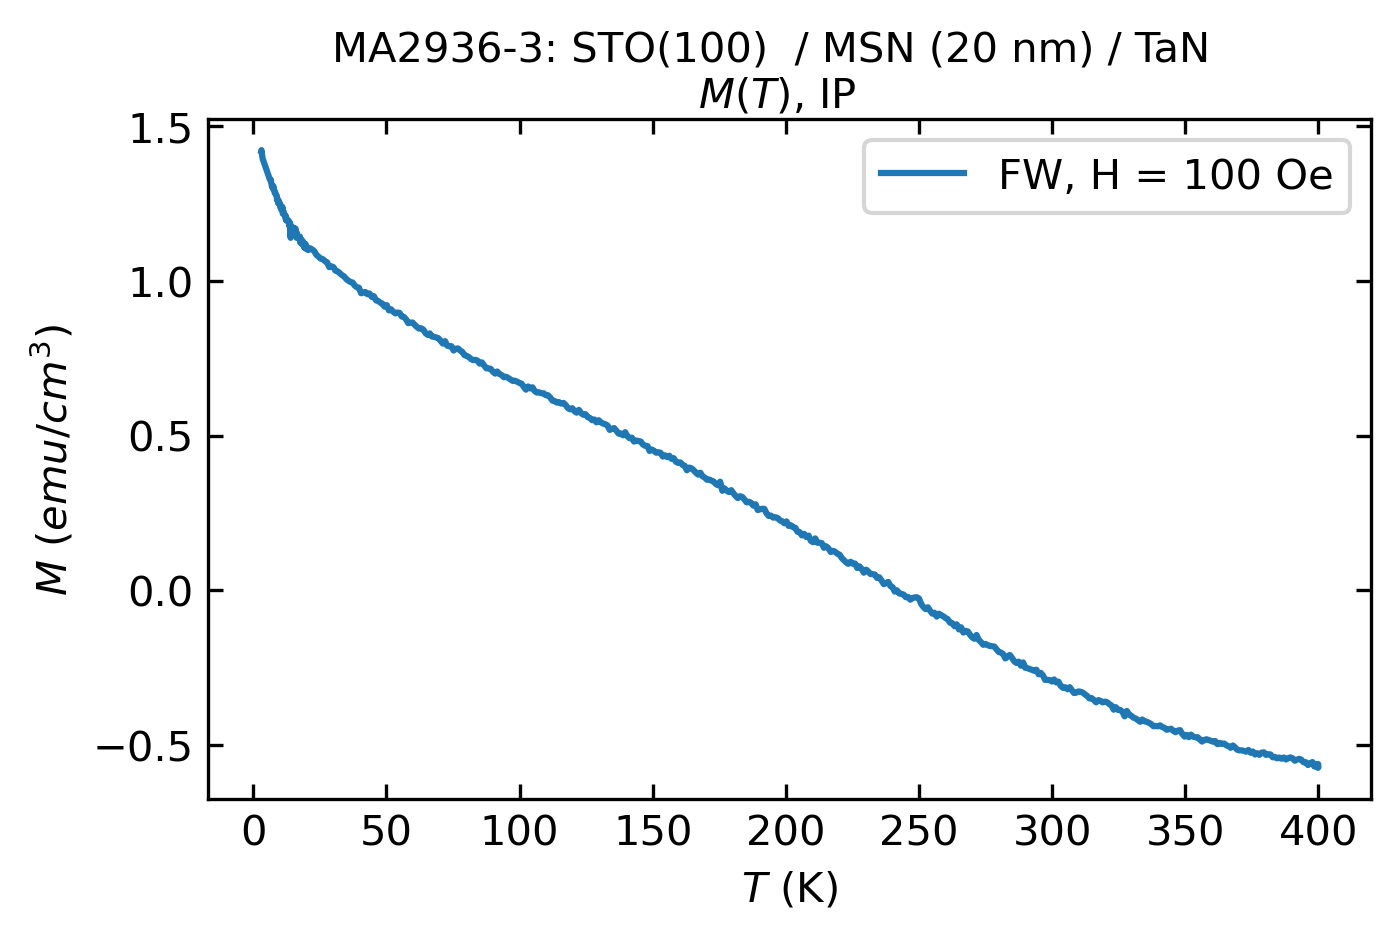 MA2936-3: STO(100)  / MSN (20 nm) / TaN
M(T), IP
FW, H = 100 Oe
1.5
1.0
0.5
0.0
−0.5
M (emu/cm³)
0 50 100 150 200 250 300 350 400
T (K)